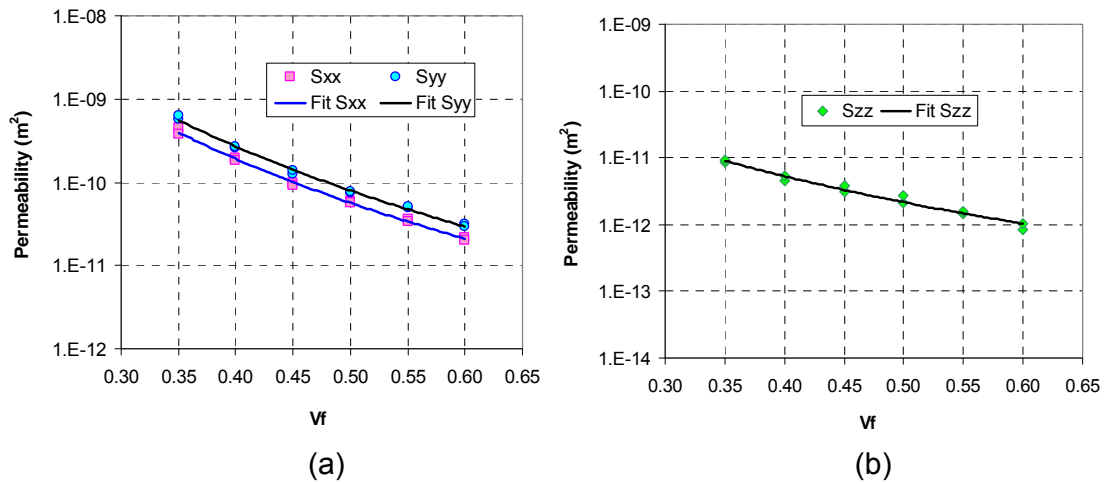 (a)
1.E-08
1.E-09
1.E-10
1.E-11
1.E-12
Permeability (m²)
Sxx Syy
Fit Sxx Fit Syy
0.30 0.35 0.40 0.45 0.50 0.55 0.60 0.65
Vf
(a)
(b)
1.E-09
1.E-10
1.E-11
1.E-12
1.E-13
1.E-14
Permeability (m²)
Szz Fit Szz
0.30 0.35 0.40 0.45 0.50 0.55 0.60 0.65
Vf
(b)